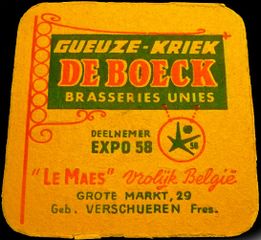 GUEUZE-KRIEK
DE BOECK
BRASSERIES UNIES
DEELNEMER
EXPO 58
58
"LE MAES" Vrolijk België
GROTE MARKT, 29
Geb. VERSCHUEREN Fres.